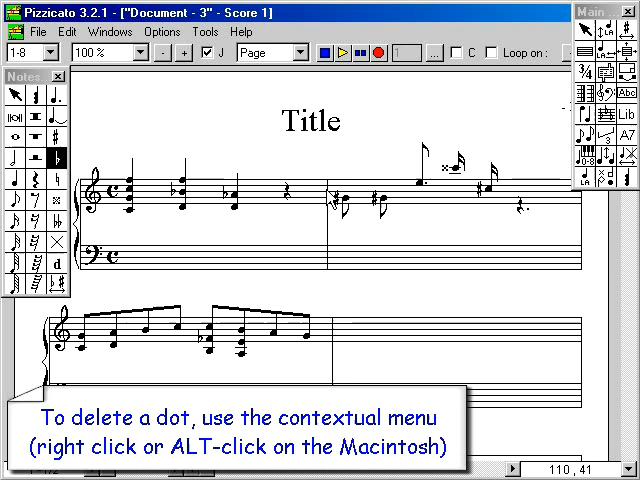 Pizzicato 3.2.1 - ["Document - 3" - Score 1]
Main ...
File Edit Windows Options Tools Help
1-8 100 % - + J Page 1 ... C Loop on :
Notes...
Title
Abc
Lib
A7
To delete a dot, use the contextual menu
(right click or ALT-click on the Macintosh)
110 , 41